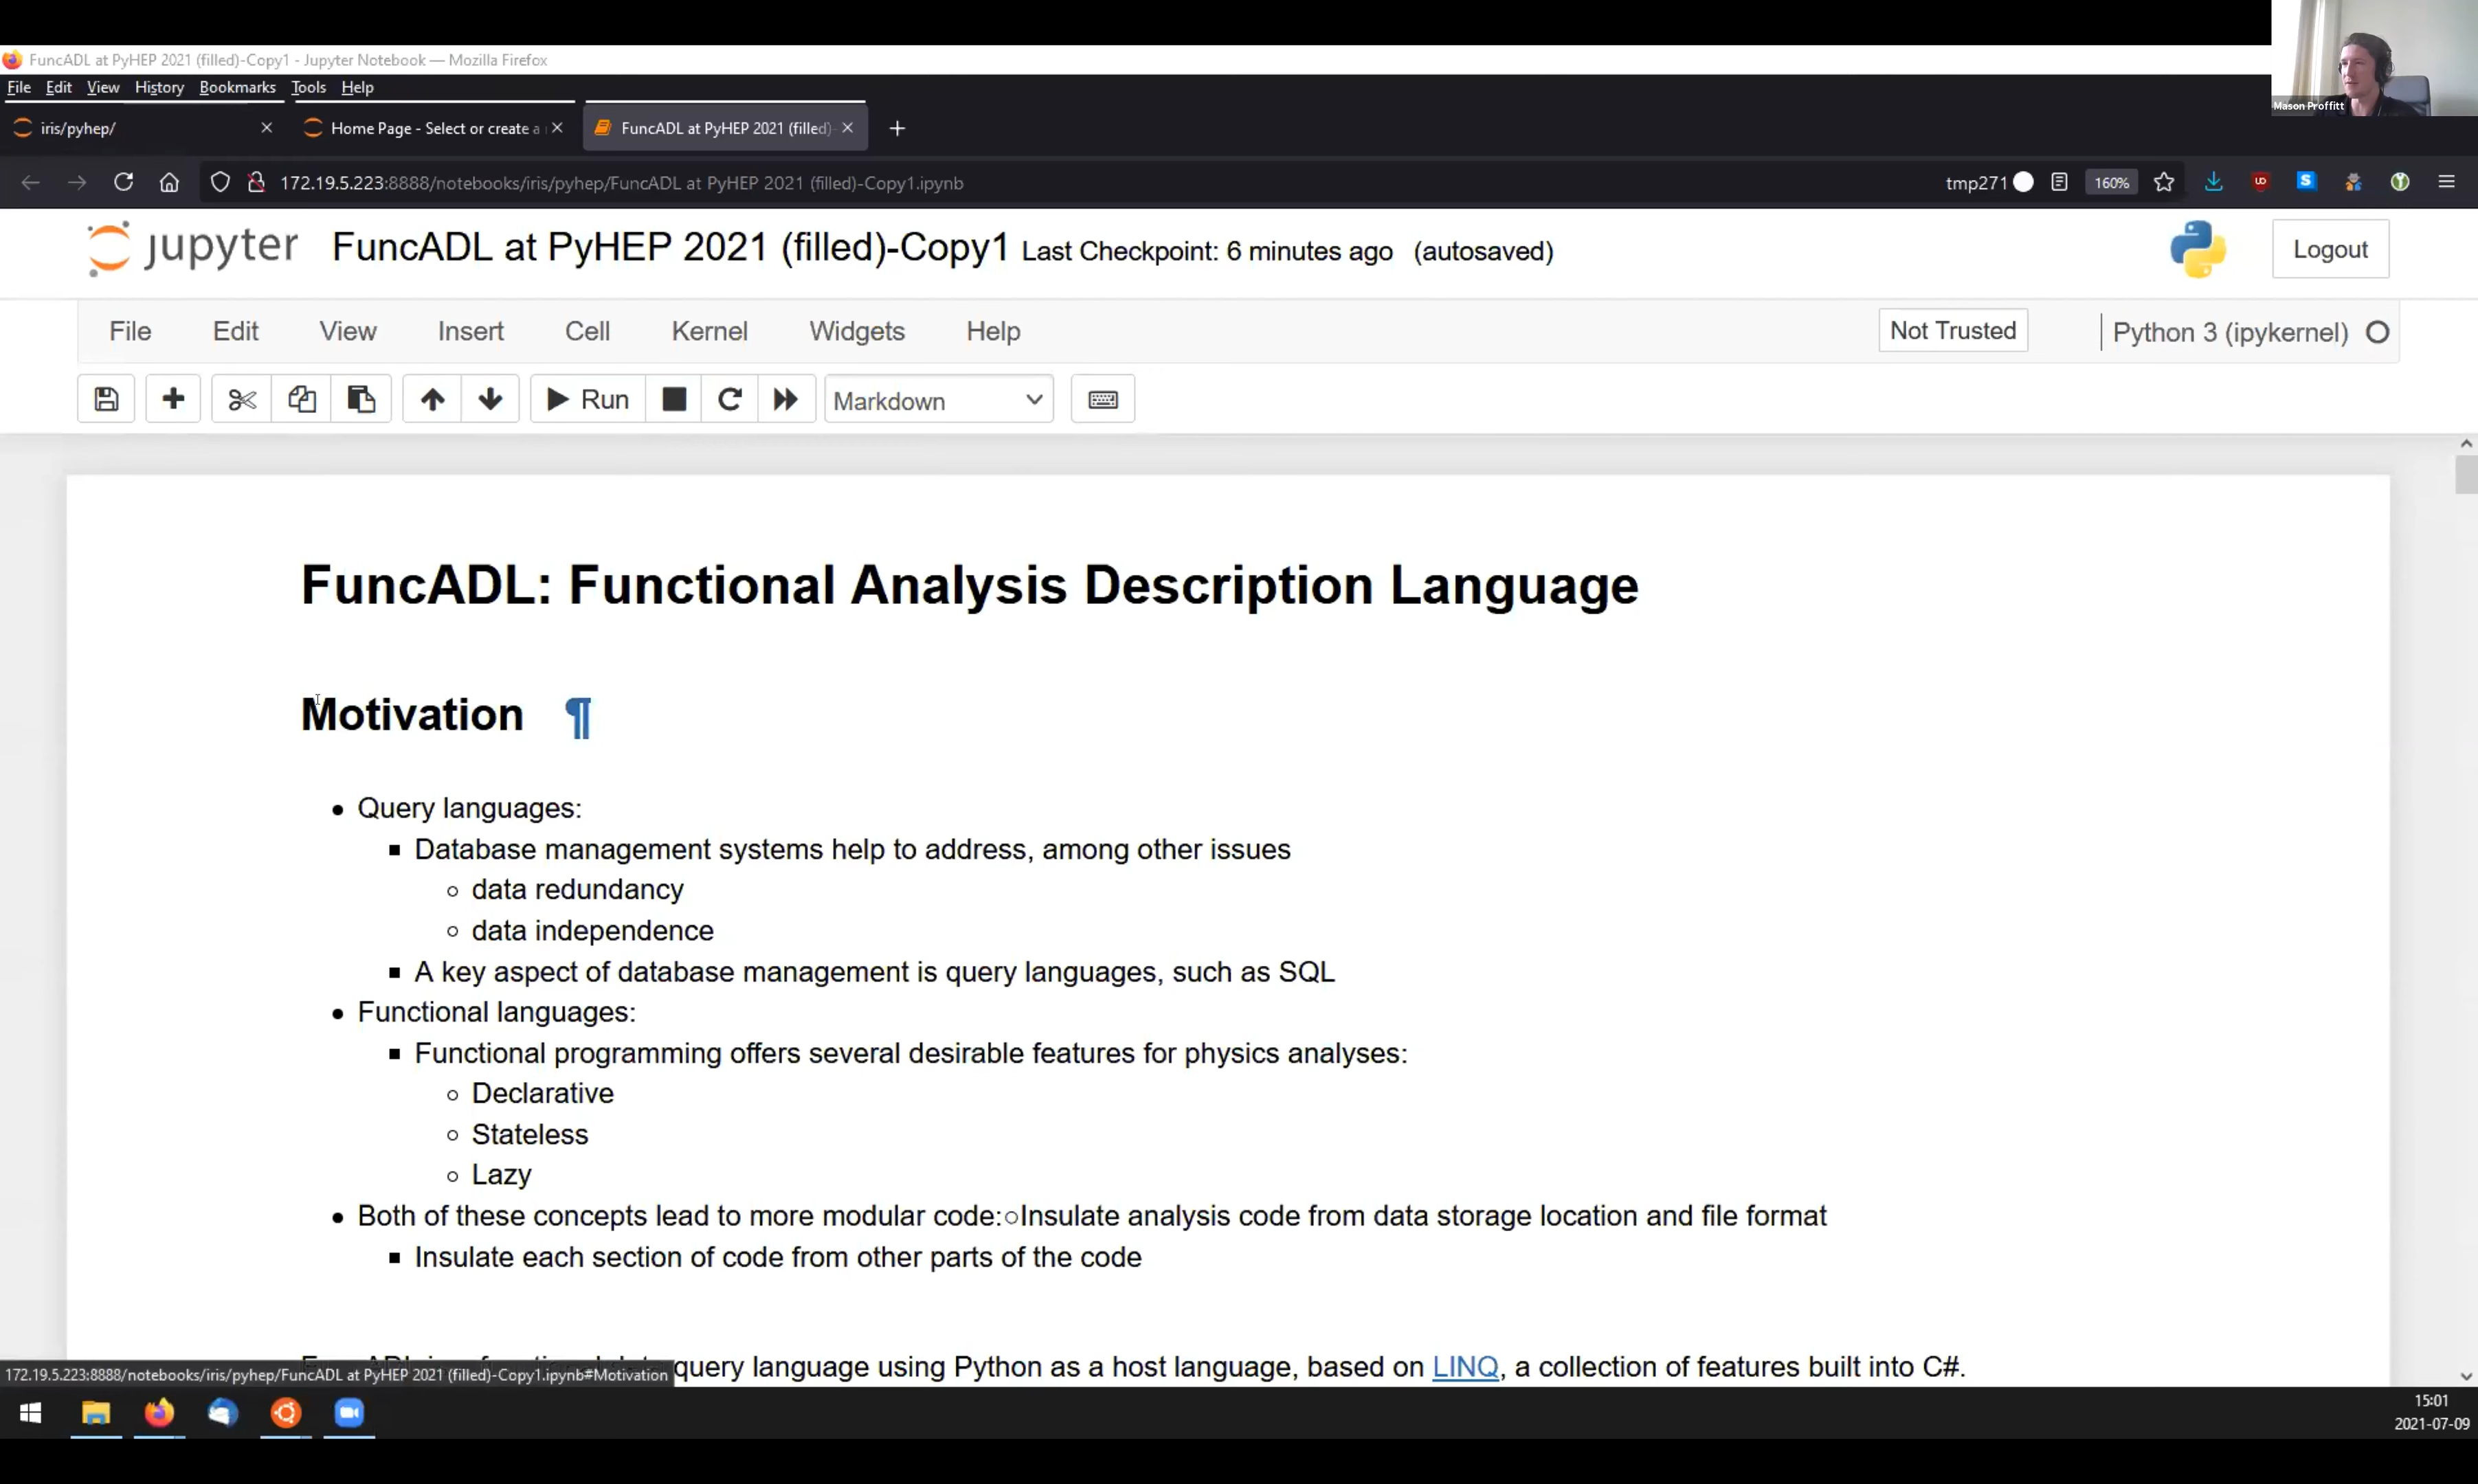 FuncADL at PyHEP 2021 (filled)-Copy1 - Jupyter Notebook — Mozilla Firefox
Mason Proffitt
File Edit View History Bookmarks Tools Help
iris/pyhep/
Home Page - Select or create a
FuncADL at PyHEP 2021 (filled)-
172.19.5.223:8888/notebooks/iris/pyhep/FuncADL at PyHEP 2021 (filled)-Copy1.ipynb
tmp271
160%
jupyter FuncADL at PyHEP 2021 (filled)-Copy1 Last Checkpoint: 6 minutes ago (autosaved)
Logout
File Edit View Insert Cell Kernel Widgets Help
Not Trusted
Python 3 (ipykernel)
Run
Markdown
FuncADL: Functional Analysis Description Language
Motivation ¶
Query languages:
Database management systems help to address, among other issues
data redundancy
data independence
A key aspect of database management is query languages, such as SQL
Functional languages:
Functional programming offers several desirable features for physics analyses:
Declarative
Stateless
Lazy
Both of these concepts lead to more modular code:○Insulate analysis code from data storage location and file format
Insulate each section of code from other parts of the code
query language using Python as a host language, based on LINQ, a collection of features built into C#.
172.19.5.223:8888/notebooks/iris/pyhep/FuncADL at PyHEP 2021 (filled)-Copy1.ipynb#Motivation
15:01
2021-07-09